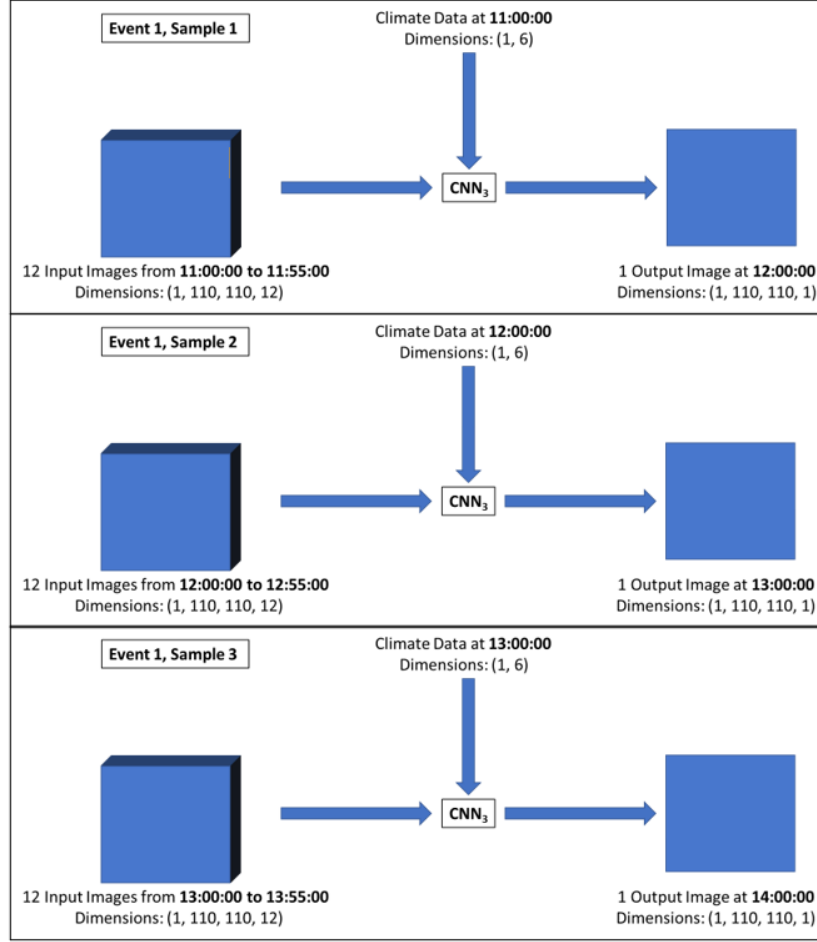 Event 1, Sample 1
Climate Data at 11:00:00
Dimensions: (1, 6)
CNN₃
12 Input Images from 11:00:00 to 11:55:00
Dimensions: (1, 110, 110, 12)
1 Output Image at 12:00:00
Dimensions: (1, 110, 110, 1)
Event 1, Sample 2
Climate Data at 12:00:00
Dimensions: (1, 6)
CNN₃
12 Input Images from 12:00:00 to 12:55:00
Dimensions: (1, 110, 110, 12)
1 Output Image at 13:00:00
Dimensions: (1, 110, 110, 1)
Event 1, Sample 3
Climate Data at 13:00:00
Dimensions: (1, 6)
CNN₃
12 Input Images from 13:00:00 to 13:55:00
Dimensions: (1, 110, 110, 12)
1 Output Image at 14:00:00
Dimensions: (1, 110, 110, 1)